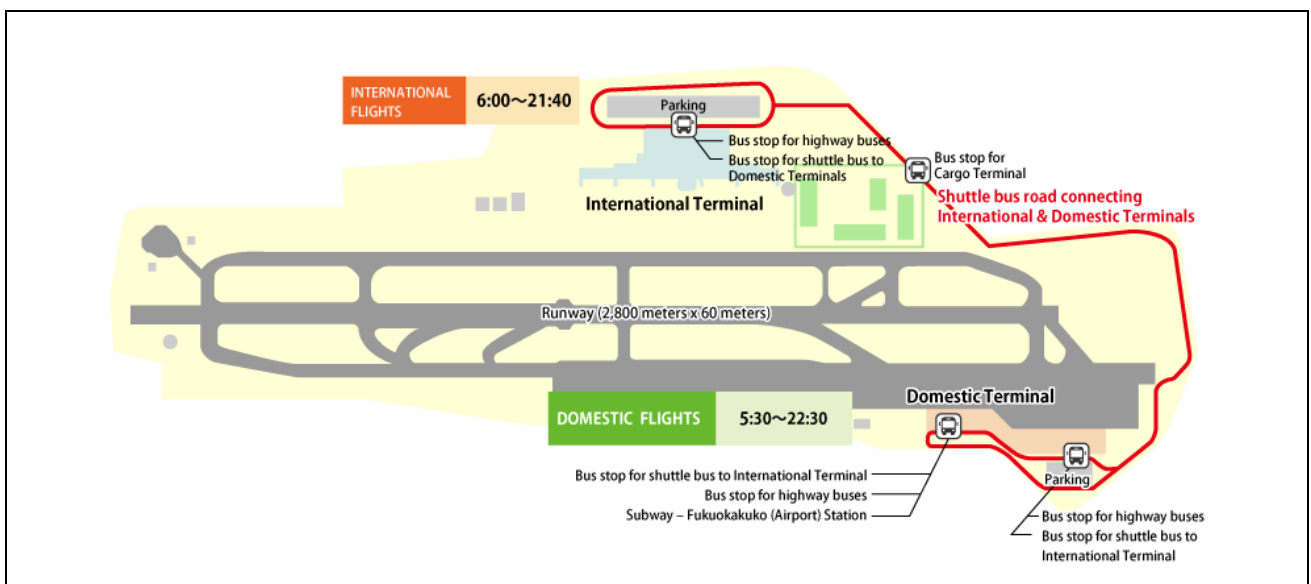 INTERNATIONAL
FLIGHTS
6:00～21:40
Parking
Bus stop for highway buses
Bus stop for shuttle bus to
Domestic Terminals
International Terminal
Bus stop for
Cargo Terminal
Shuttle bus road connecting
International & Domestic Terminals
Runway (2,800 meters x 60 meters)
DOMESTIC FLIGHTS
5:30～22:30
Domestic Terminal
Bus stop for shuttle bus to International Terminal
Bus stop for highway buses
Subway – Fukuokakuko (Airport) Station
Parking
Bus stop for highway buses
Bus stop for shuttle bus to
International Terminal